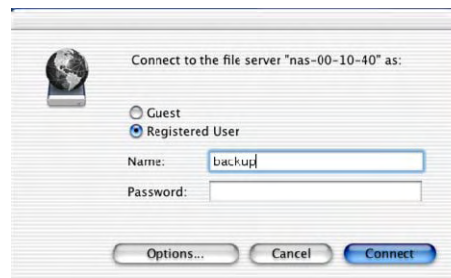 Connect to the file server "nas-00-10-40" as:
Guest
Registered User
Name: backup
Password:
Options... Cancel Connect